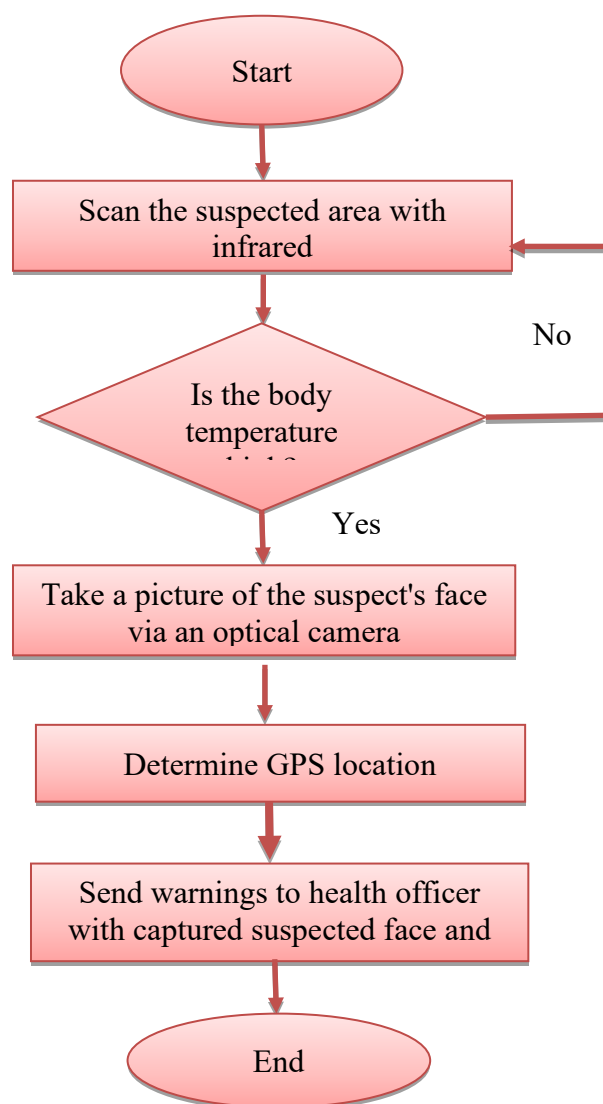 Start
Scan the suspected area with
infrared
No
Is the body
temperature
Yes
Take a picture of the suspect's face
via an optical camera
Determine GPS location
Send warnings to health officer
with captured suspected face and
End